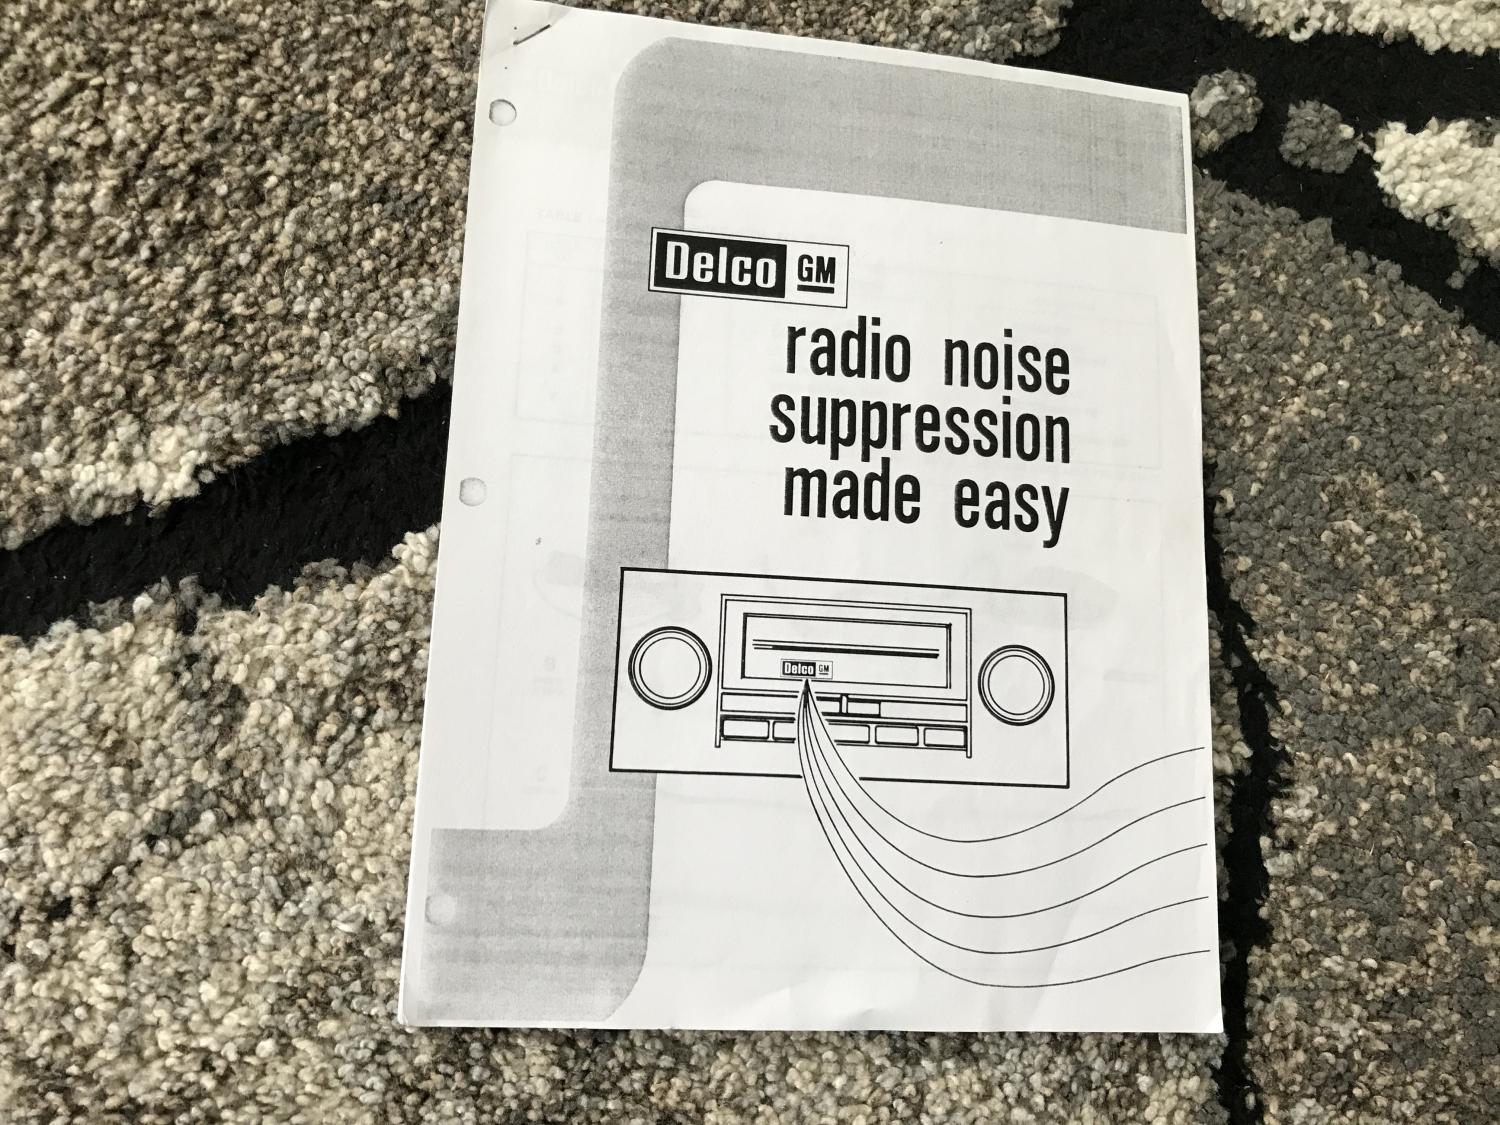 Delco GM
radio noise
suppression
made easy
Delco GM